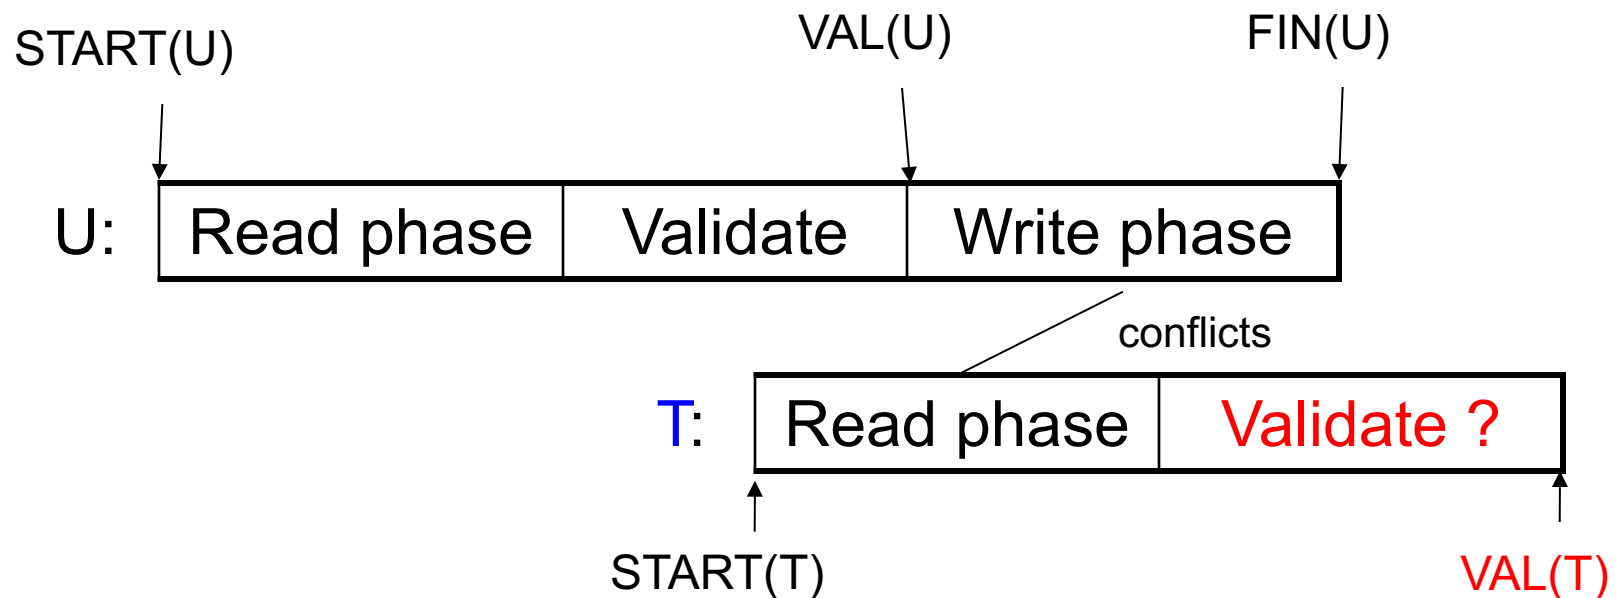 START(U) VAL(U) FIN(U)
U: Read phase Validate Write phase
conflicts
T: Read phase Validate ?
START(T) VAL(T)